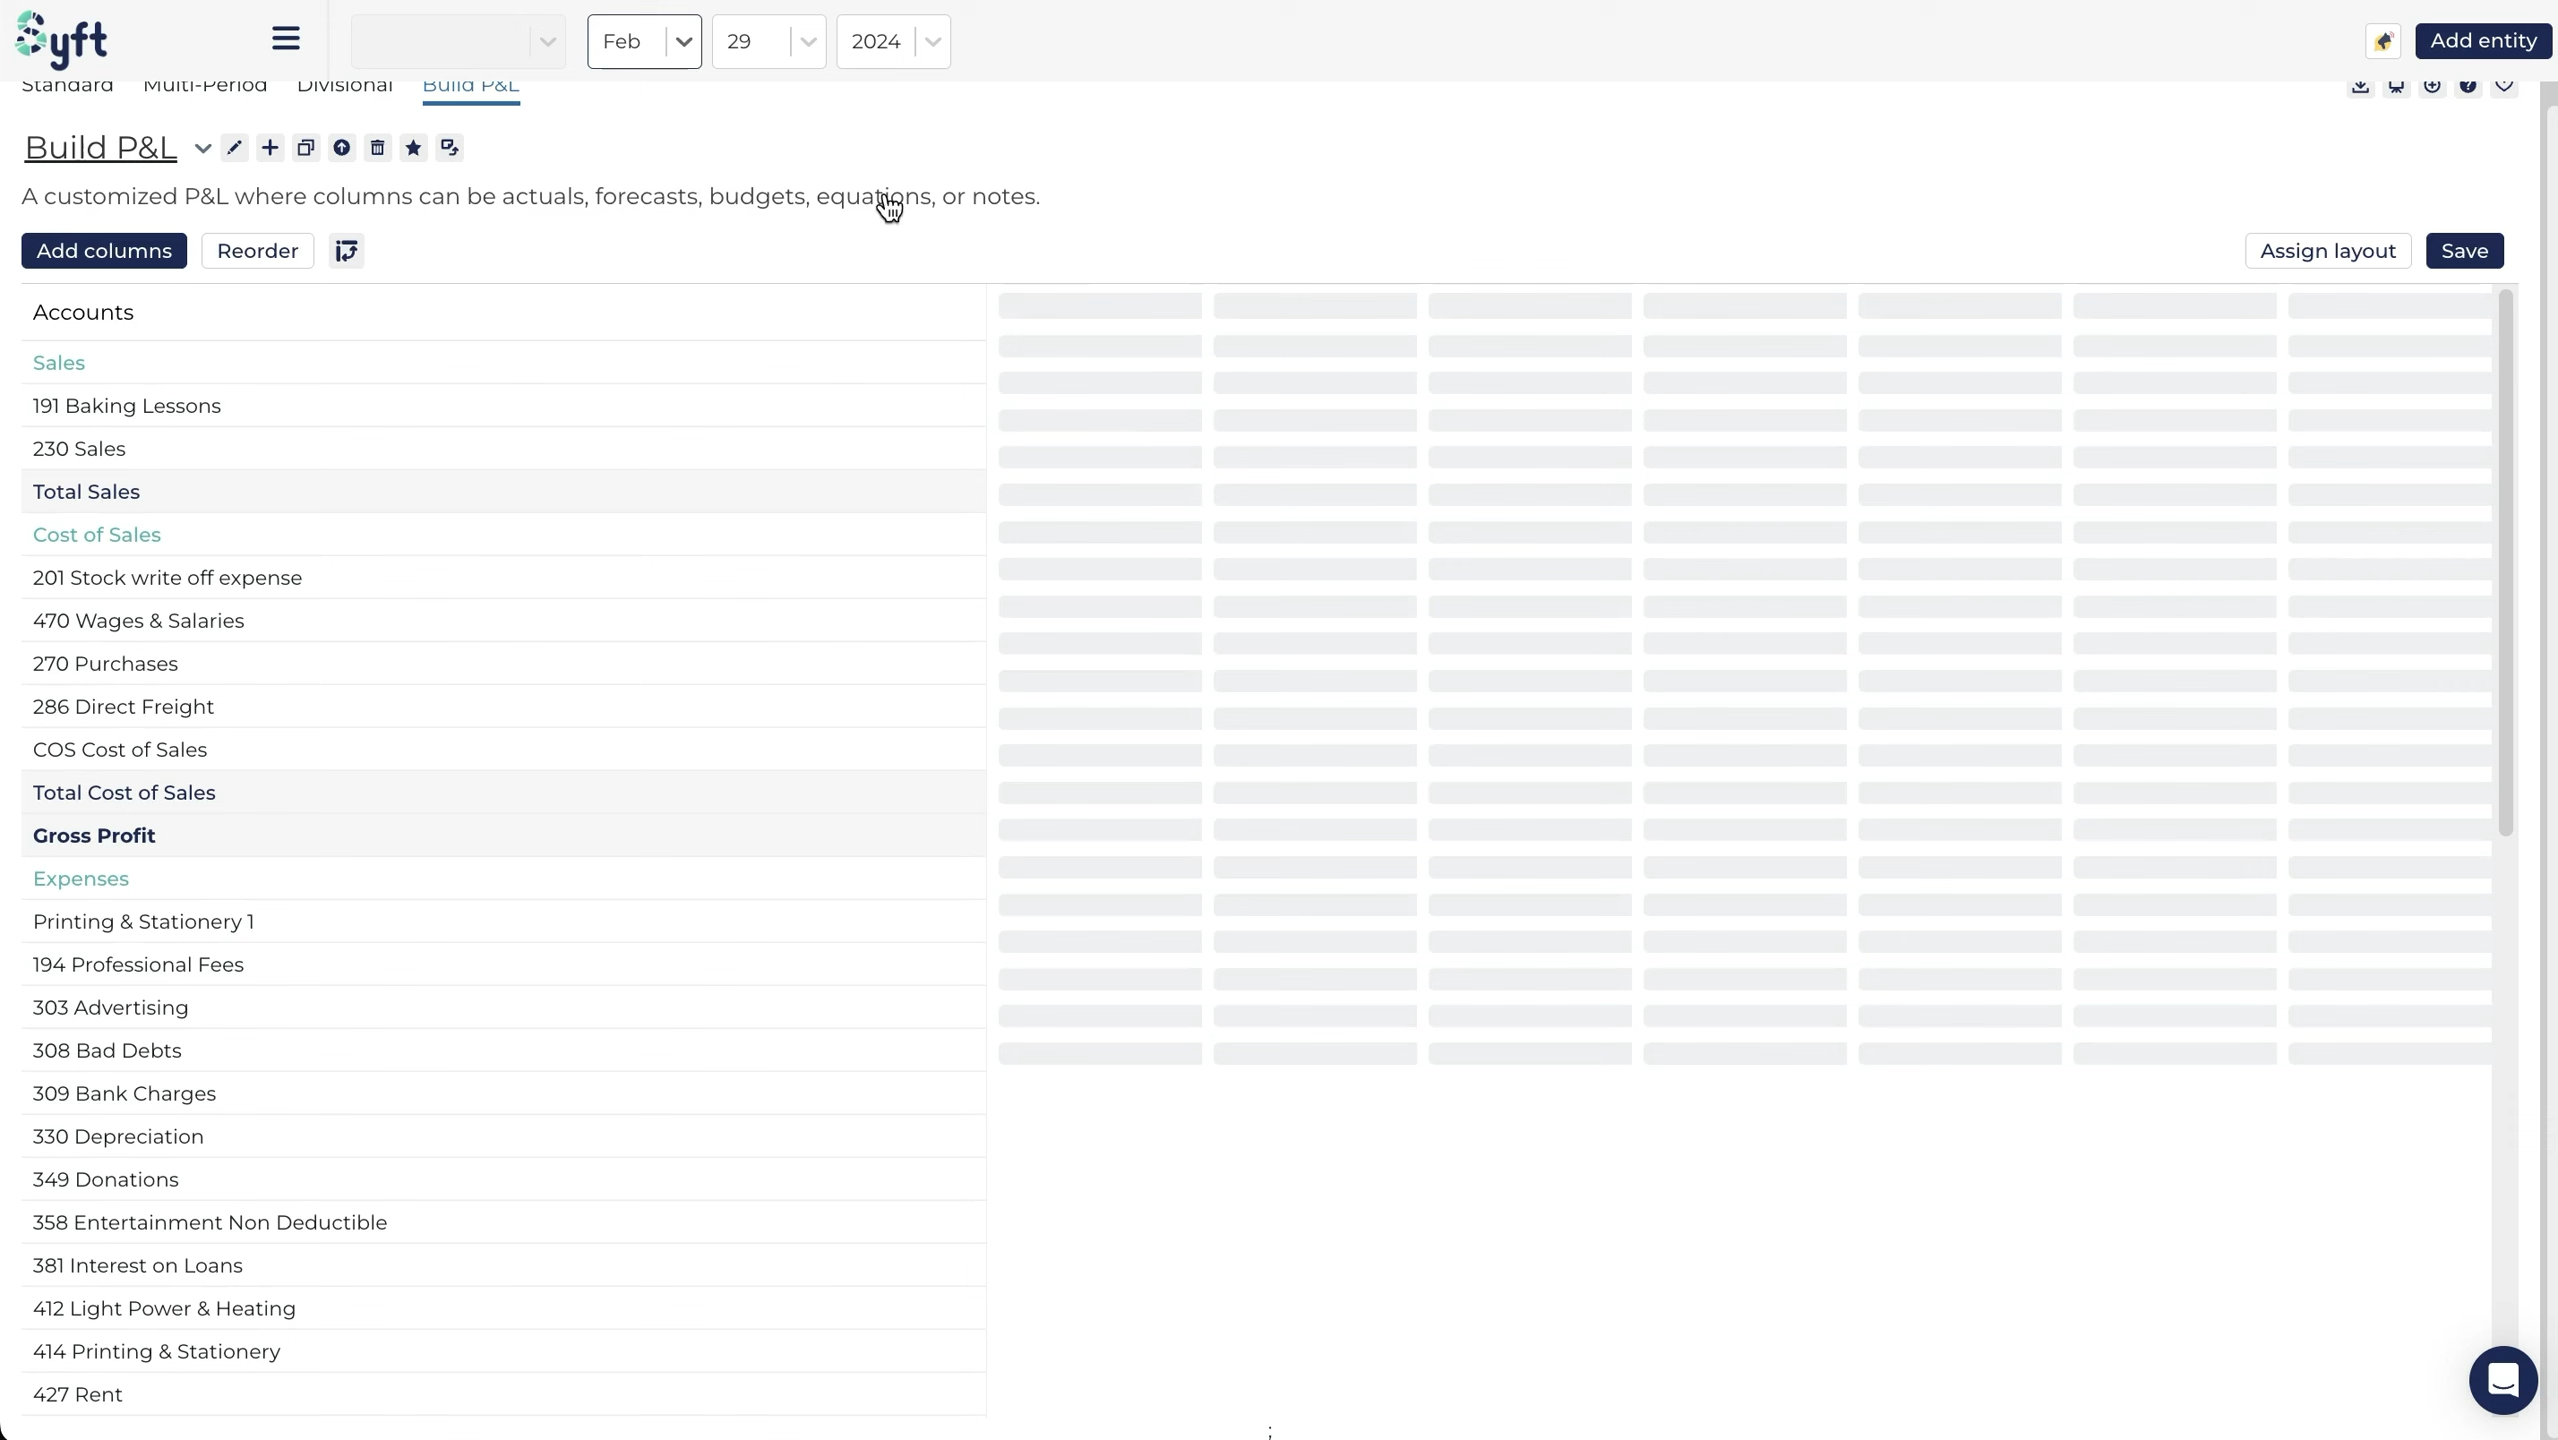 Syft
Feb 29 2024
Add entity
Standard Multi-Period Divisional Build P&L
Build P&L
A customized P&L where columns can be actuals, forecasts, budgets, equations, or notes.
Add columns Reorder
Assign layout Save
Accounts
Sales
191 Baking Lessons
230 Sales
Total Sales
Cost of Sales
201 Stock write off expense
470 Wages & Salaries
270 Purchases
286 Direct Freight
COS Cost of Sales
Total Cost of Sales
Gross Profit
Expenses
Printing & Stationery 1
194 Professional Fees
303 Advertising
308 Bad Debts
309 Bank Charges
330 Depreciation
349 Donations
358 Entertainment Non Deductible
381 Interest on Loans
412 Light Power & Heating
414 Printing & Stationery
427 Rent
;